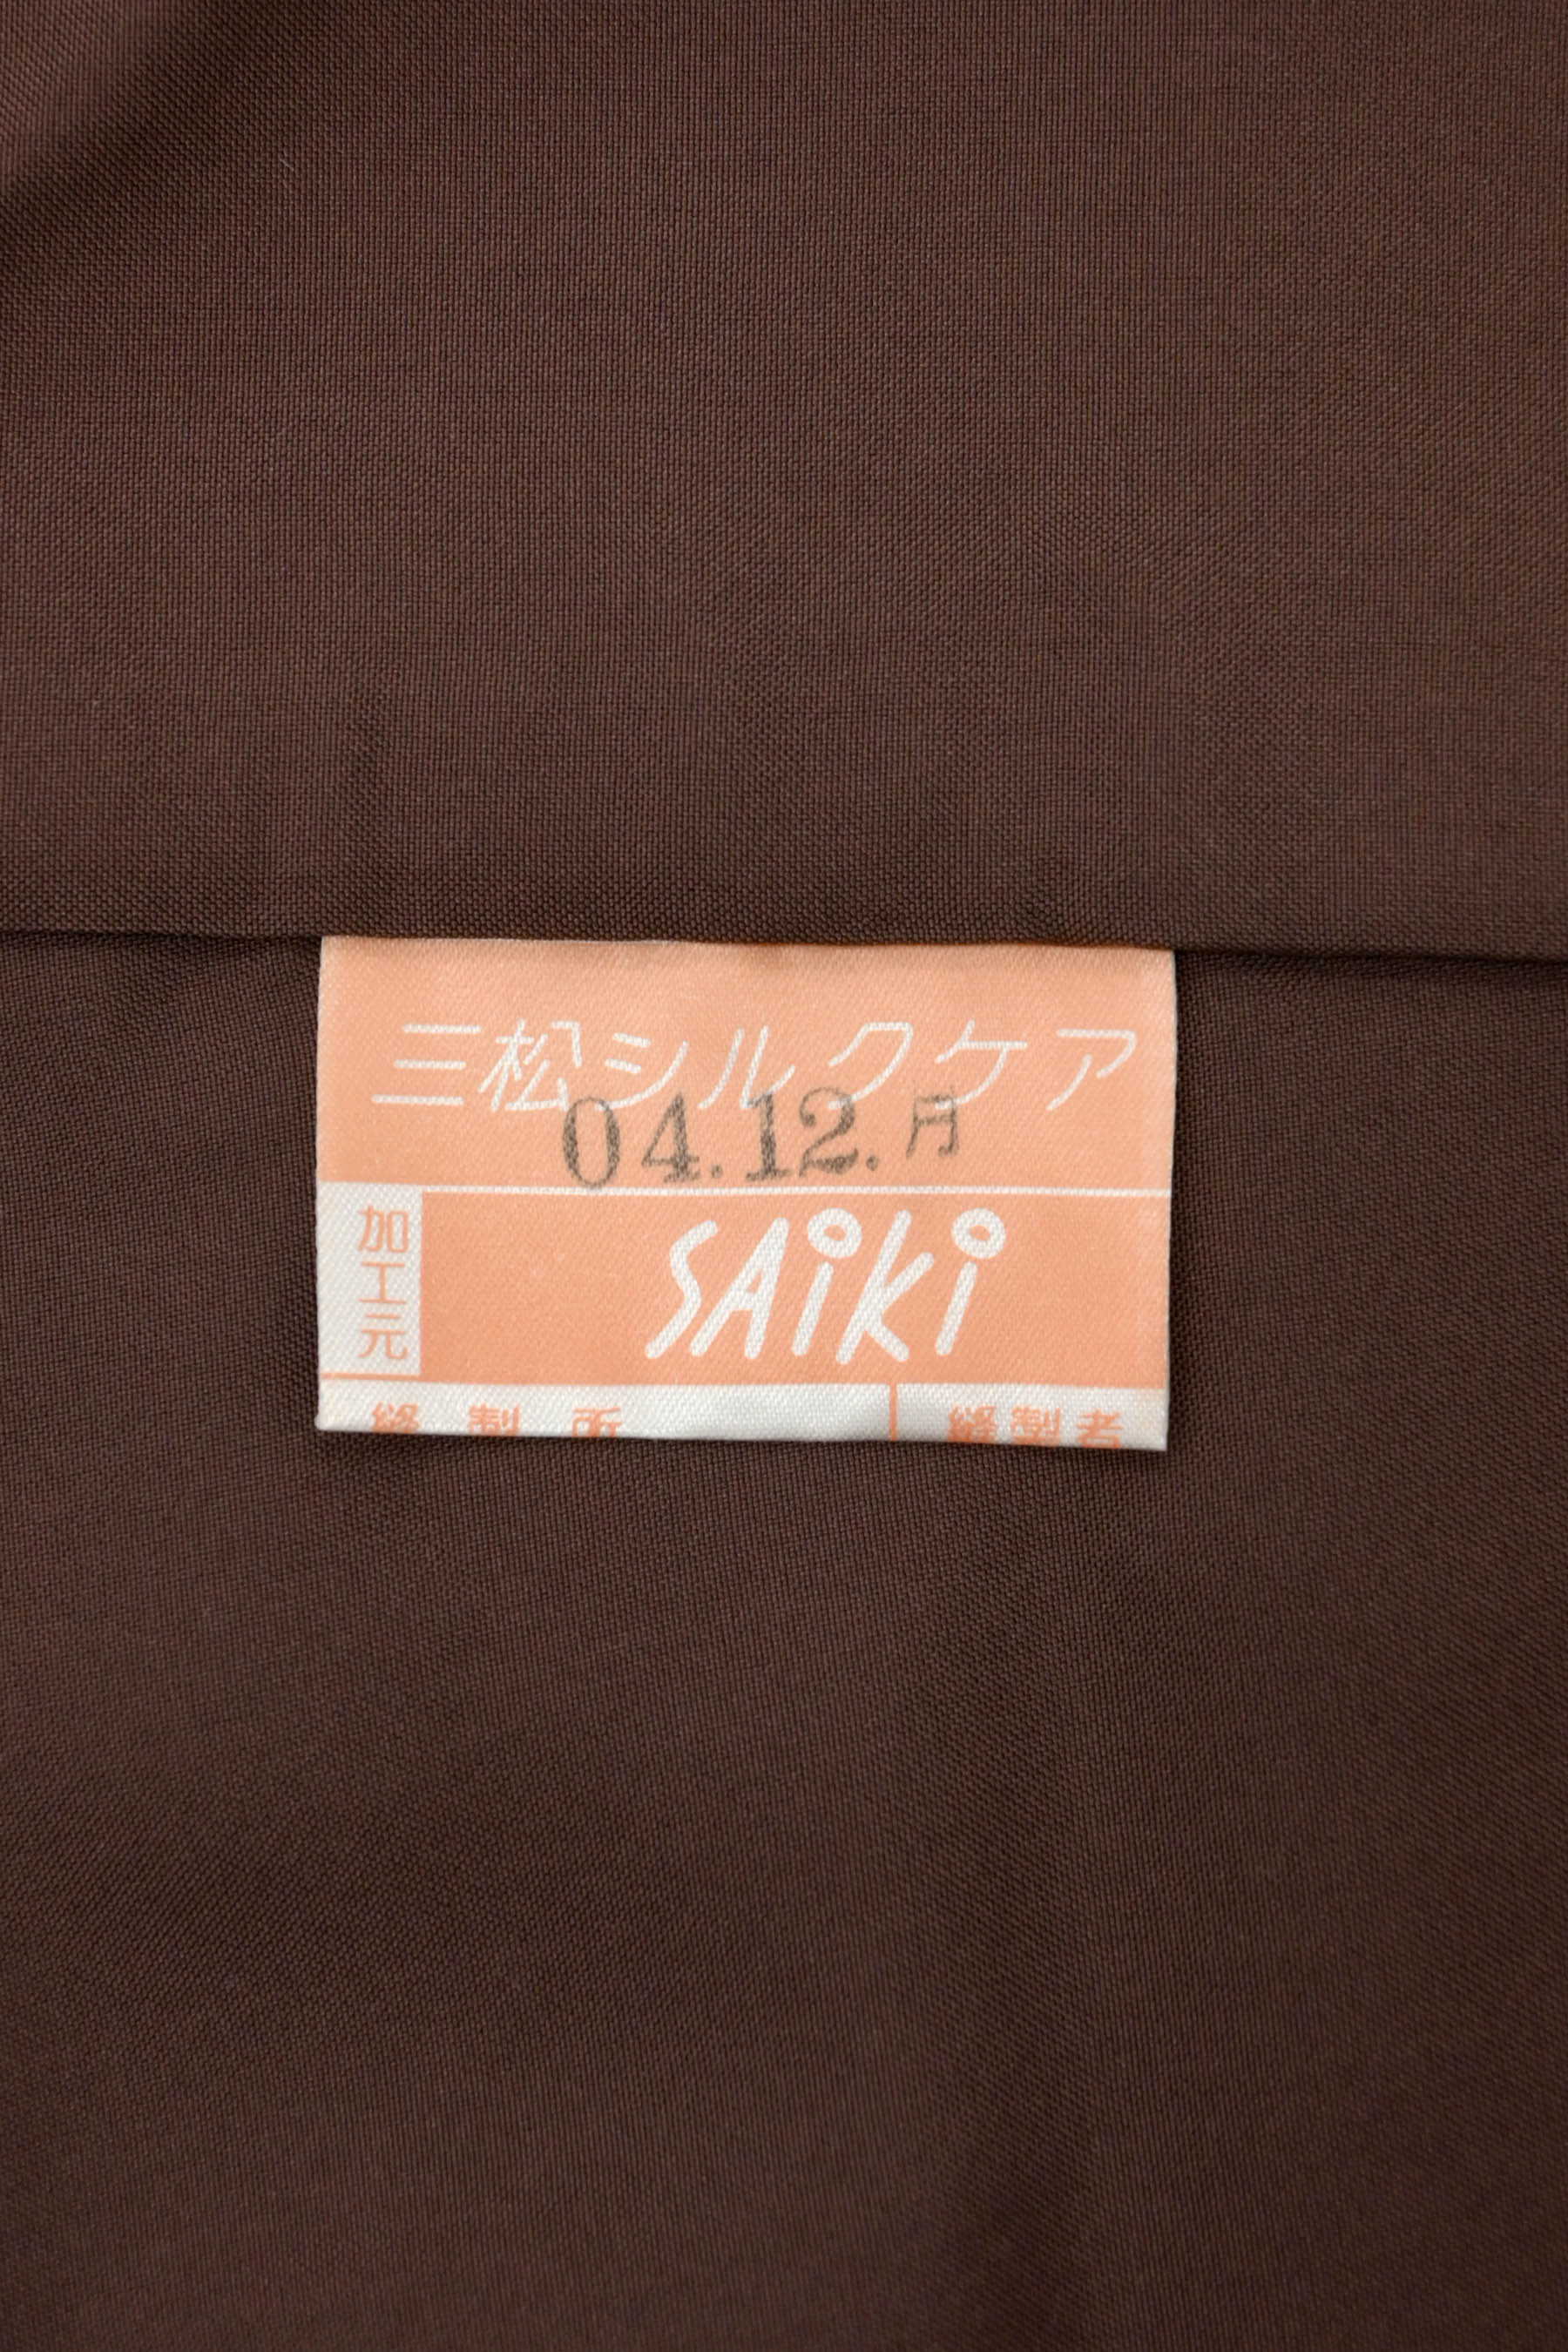 三松シルクケア
04.12.月
加工元
SAiKi
縫製所 縫製者